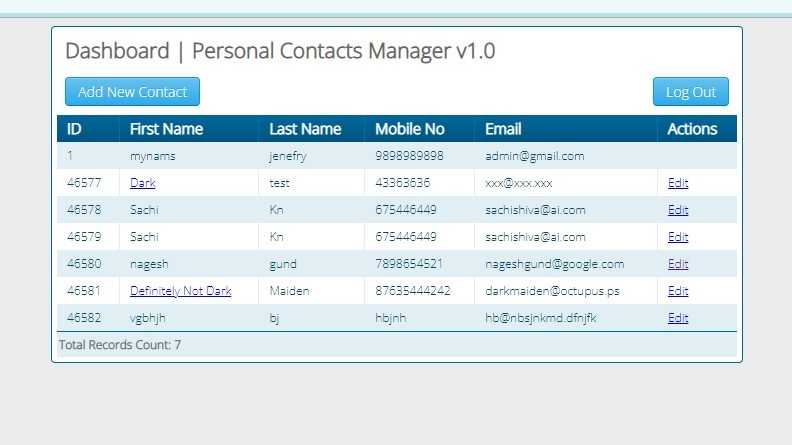 Dashboard | Personal Contacts Manager v1.0
Add New Contact Log Out
ID First Name Last Name Mobile No Email Actions
1 mynams jenefry 9898989898 admin@gmail.com
46577 Dark test 43363636 xxx@xxx.xxx Edit
46578 Sachi Kn 675446449 sachishiva@ai.com Edit
46579 Sachi Kn 675446449 sachishiva@ai.com Edit
46580 nagesh gund 7898654521 nageshgund@google.com Edit
46581 Definitely Not Dark Maiden 87635444242 darkmaiden@octupus.ps Edit
46582 vgbhjh bj hbjnh hb@nbsjnkmd.dfnjfk Edit
Total Records Count: 7